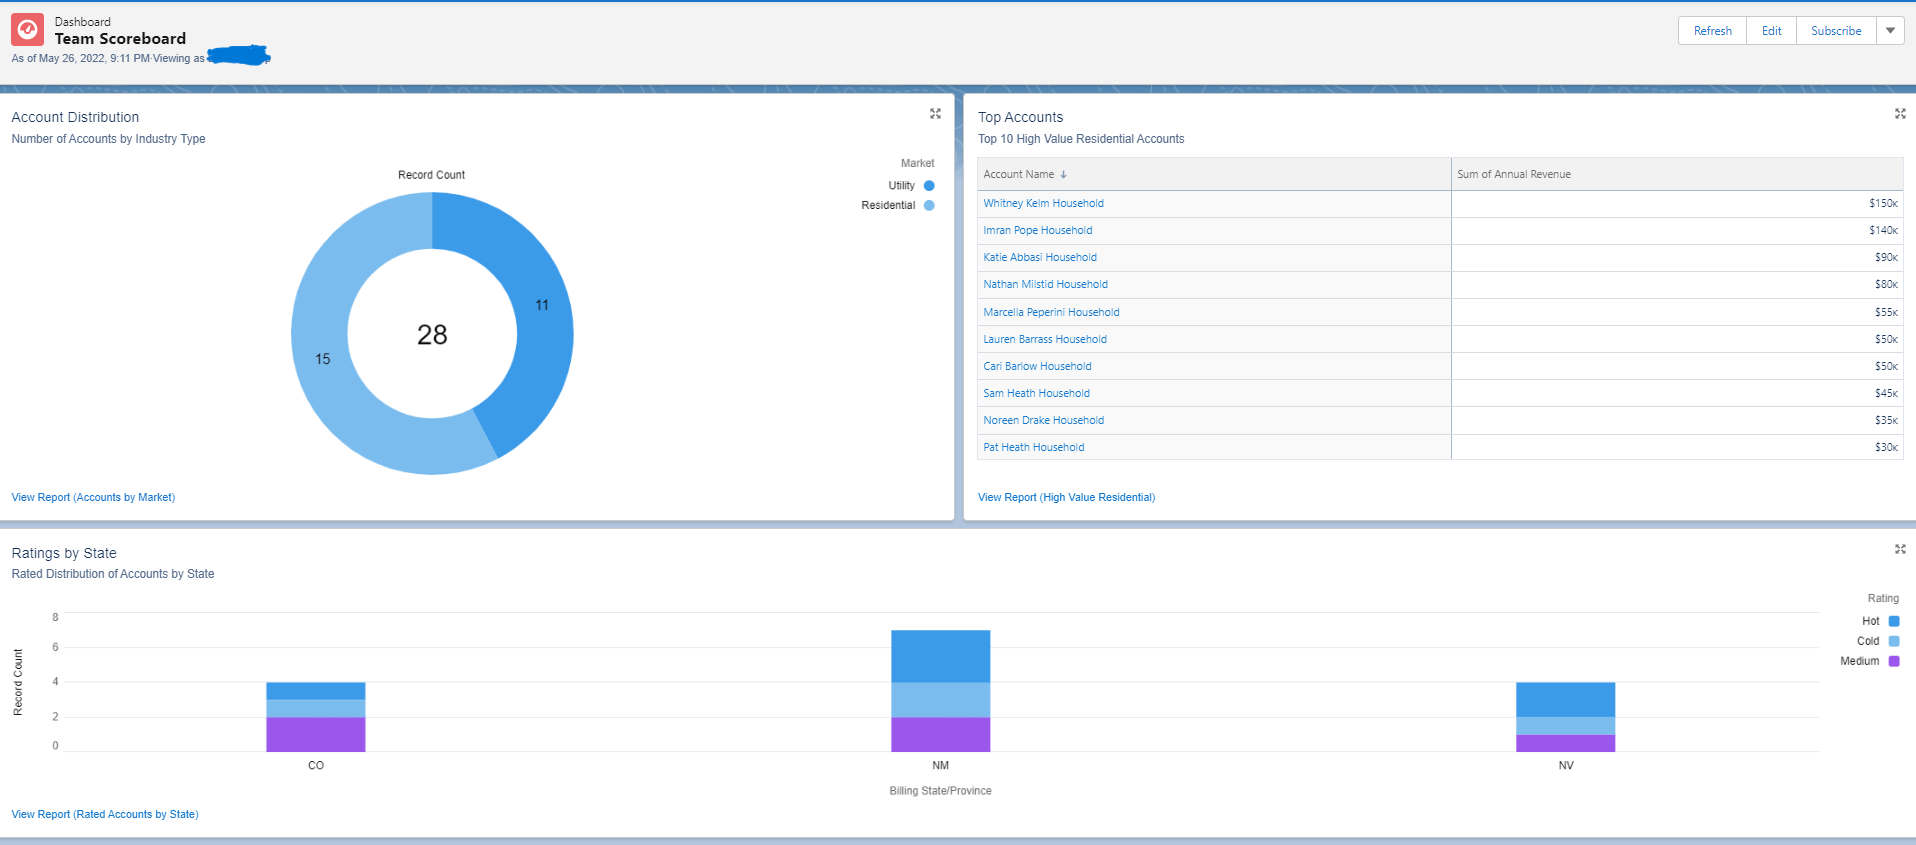 Dashboard
Team Scoreboard
As of May 26, 2022, 9:11 PM·Viewing as
Refresh
Edit
Subscribe
Account Distribution
Number of Accounts by Industry Type
Record Count
Market
Utility
Residential
11
15
28
View Report (Accounts by Market)
Top Accounts
Top 10 High Value Residential Accounts
Account Name ↓ Sum of Annual Revenue
Whitney Kelm Household $150K
Imran Pope Household $140K
Katie Abbasi Household $90K
Nathan Milstid Household $80K
Marcella Peperini Household $55K
Lauren Barrass Household $50K
Cari Barlow Household $50K
Sam Heath Household $45K
Noreen Drake Household $35K
Pat Heath Household $30K
View Report (High Value Residential)
Ratings by State
Rated Distribution of Accounts by State
Rating
Hot
Cold
Medium
Record Count
8
6
4
2
0
CO
NM
NV
Billing State/Province
View Report (Rated Accounts by State)